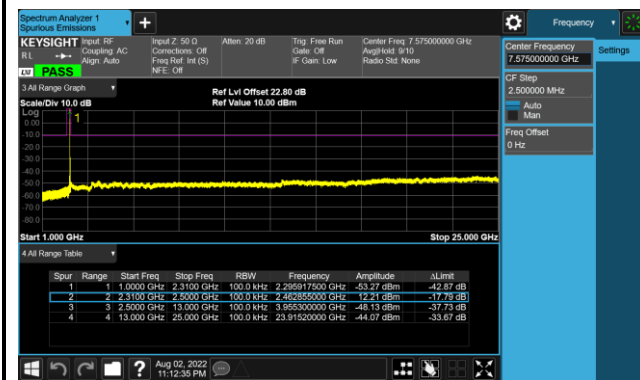 Spectrum Analyzer 1
Spurious Emissions
+
Frequency
KEYSIGHT
RL
LXI PASS
Input: RF
Coupling: AC
Align: Auto
Input Z: 50 Ω
Corrections: Off
Freq Ref: Int (S)
NFE: Off
Atten: 20 dB
Trig: Free Run
Gate: Off
IF Gain: Low
Center Freq: 7.575000000 GHz
Avg|Hold: 9/10
Radio Std: None
Center Frequency
7.575000000 GHz
Settings
CF Step
2.500000 MHz
Auto
Man
Freq Offset
0 Hz
3 All Range Graph
Scale/Div 10.0 dB
Ref Lvl Offset 22.80 dB
Ref Value 10.00 dBm
Log
1
0.00
-10.0
-20.0
-30.0
-40.0
-50.0
-60.0
-70.0
-80.0
Start 1.000 GHz
Stop 25.000 GHz
4 All Range Table
Spur Range Start Freq Stop Freq RBW Frequency Amplitude ΔLimit
1 1 1.0000 GHz 2.3100 GHz 100.0 kHz 2.295917500 GHz -53.27 dBm -42.87 dB
2 2 2.3100 GHz 2.5000 GHz 100.0 kHz 2.462855000 GHz 12.21 dBm -17.79 dB
3 3 2.5000 GHz 13.000 GHz 100.0 kHz 3.955300000 GHz -48.13 dBm -37.73 dB
4 4 13.000 GHz 25.000 GHz 100.0 kHz 23.91520000 GHz -44.07 dBm -33.67 dB
?
Aug 02, 2022
11:12:35 PM